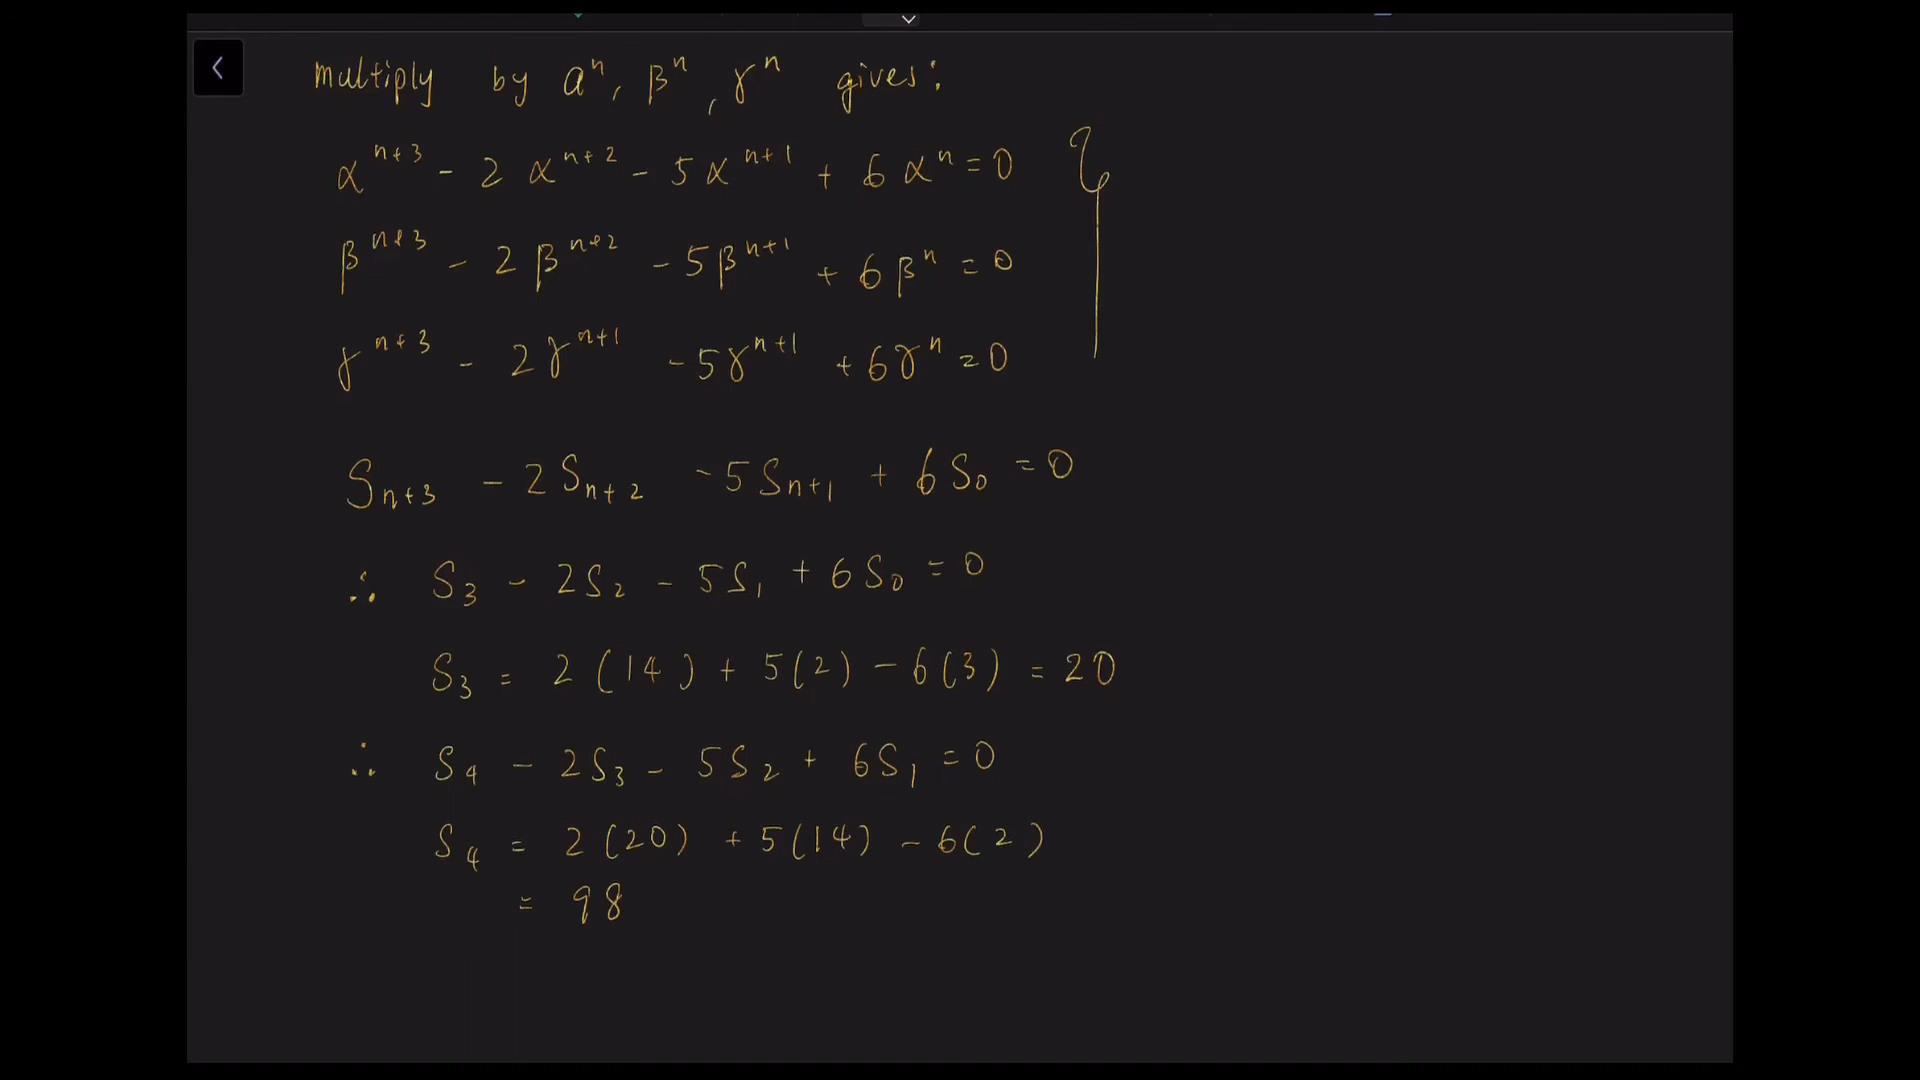 multiply by aⁿ, βⁿ, γⁿ gives:
αⁿ⁺³ - 2αⁿ⁺² - 5αⁿ⁺¹ + 6αⁿ = 0
βⁿ⁺³ - 2βⁿ⁺² - 5βⁿ⁺¹ + 6βⁿ = 0
γⁿ⁺³ - 2γⁿ⁺¹ - 5γⁿ⁺¹ + 6γⁿ = 0
Sₙ₊₃ - 2Sₙ₊₂ - 5Sₙ₊₁ + 6S₀ = 0
∴ S₃ - 2S₂ - 5S₁ + 6S₀ = 0
S₃ = 2(14) + 5(2) - 6(3) = 20
∴ S₄ - 2S₃ - 5S₂ + 6S₁ = 0
S₄ = 2(20) + 5(14) - 6(2)
= 98